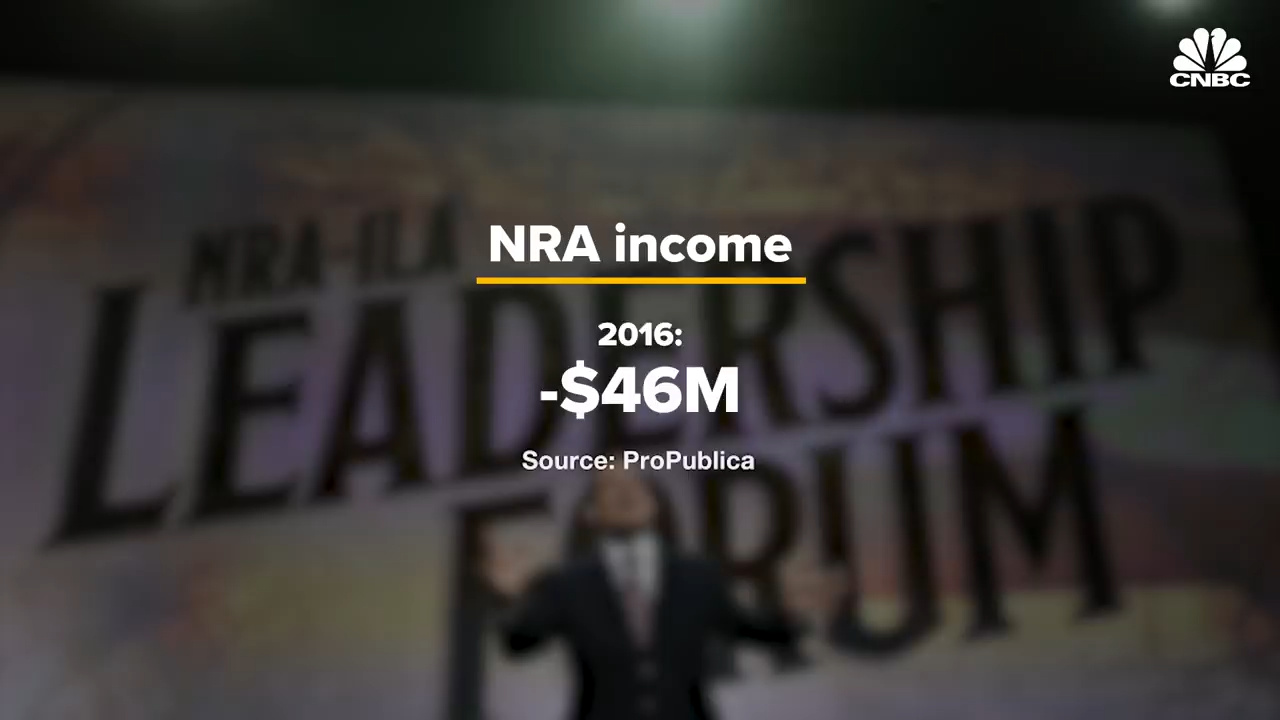 CNBC
NRA income
2016:
-$46M
Source: ProPublica
NRA-ILA
LEADERSHIP
FORUM